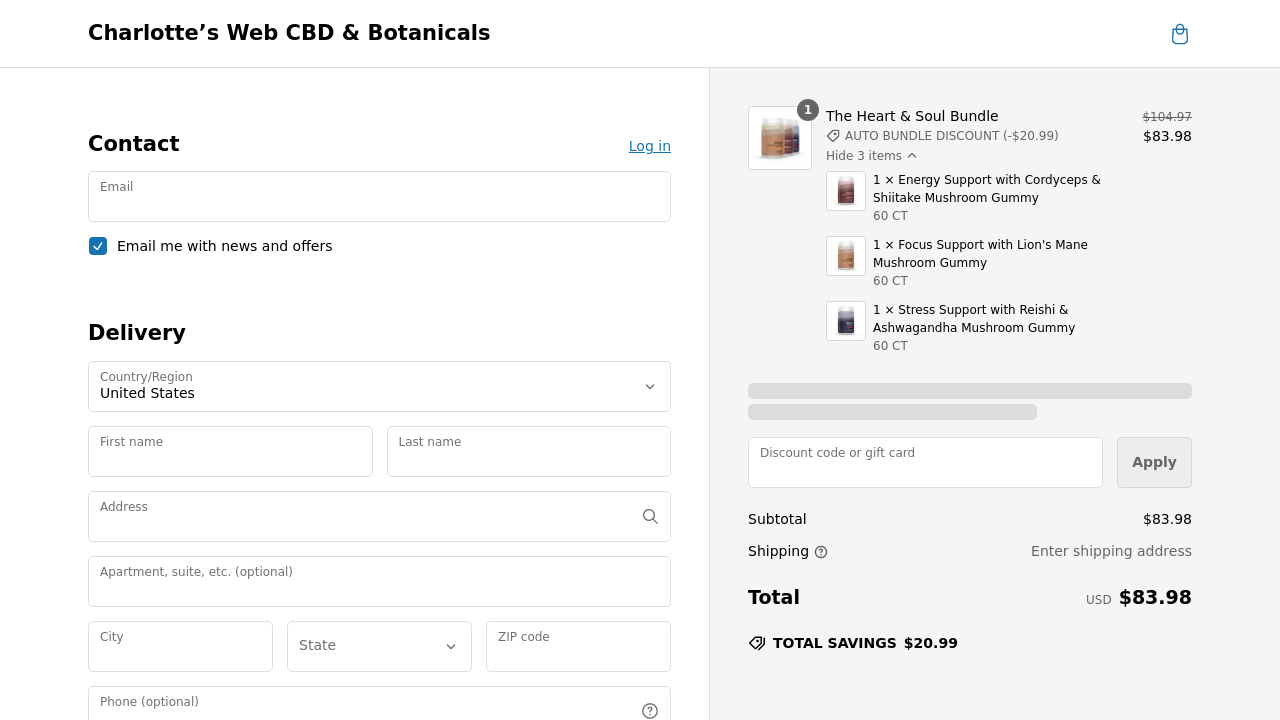 Charlotte’s Web CBD & Botanicals
Contact
Log in
Email
Email me with news and offers
Delivery
Country/Region
United States
First name
Last name
Address
Apartment, suite, etc. (optional)
City
State
ZIP code
Phone (optional)
1
The Heart & Soul Bundle
$104.97
AUTO BUNDLE DISCOUNT (-$20.99)
$83.98
Hide 3 items
1 × Energy Support with Cordyceps &
Shiitake Mushroom Gummy
60 CT
1 × Focus Support with Lion's Mane
Mushroom Gummy
60 CT
1 × Stress Support with Reishi &
Ashwagandha Mushroom Gummy
60 CT
Discount code or gift card
Apply
Subtotal
$83.98
Shipping
Enter shipping address
Total
USD $83.98
TOTAL SAVINGS $20.99